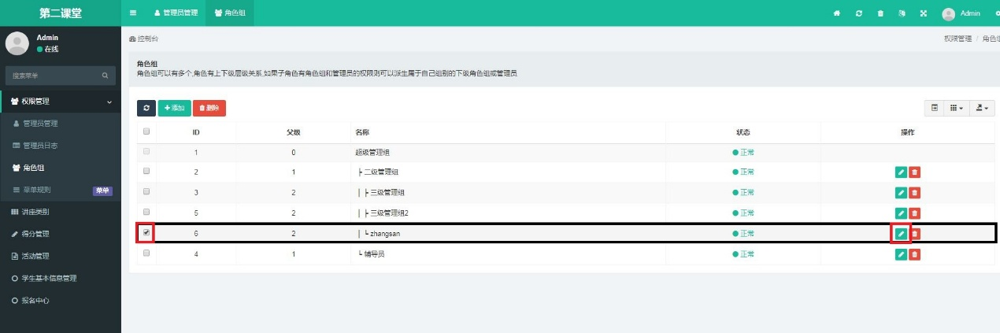 第二课堂
管理员管理
角色组
Admin
Admin
在线
控制台
权限管理 / 角色组
搜索菜单
角色组
角色组可以有多个,角色有上下级层级关系,如果子角色有角色组和管理员的权限则可以派生属于自己组别的下级角色组或管理员
权限管理
管理员管理
管理员日志
角色组
菜单规则 菜单
讲座类别
得分管理
活动管理
学生基本信息管理
报名中心
添加 删除
ID 父级 名称 状态 操作
1 0 超级管理组 正常
2 1 ├ 二级管理组 正常
3 2 │ ├ 三级管理组 正常
5 2 │ ├ 三级管理组2 正常
6 2 │ └ zhangsan 正常
4 1 └ 辅导员 正常